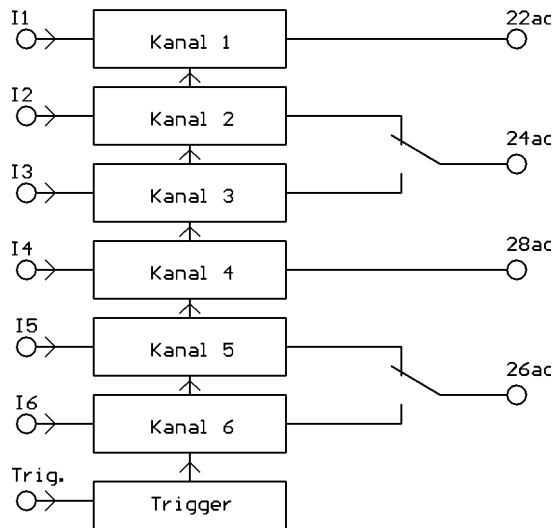 I1
Kanal 1
22ac
I2
Kanal 2
24ac
I3
Kanal 3
I4
Kanal 4
28ac
I5
Kanal 5
26ac
I6
Kanal 6
Trig.
Trigger